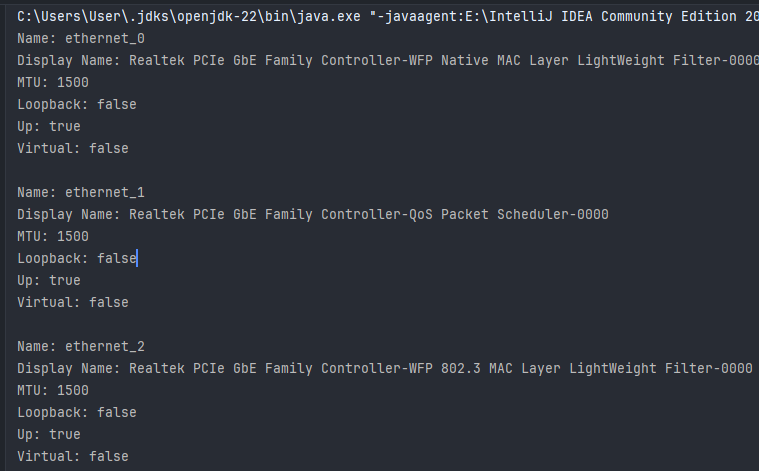 C:\Users\User\.jdks\openjdk-22\bin\java.exe "-javaagent:E:\IntelliJ IDEA Community Edition 20
Name: ethernet_0
Display Name: Realtek PCIe GbE Family Controller-WFP Native MAC Layer LightWeight Filter-0000
MTU: 1500
Loopback: false
Up: true
Virtual: false
Name: ethernet_1
Display Name: Realtek PCIe GbE Family Controller-QoS Packet Scheduler-0000
MTU: 1500
Loopback: false
Up: true
Virtual: false
Name: ethernet_2
Display Name: Realtek PCIe GbE Family Controller-WFP 802.3 MAC Layer LightWeight Filter-0000
MTU: 1500
Loopback: false
Up: true
Virtual: false